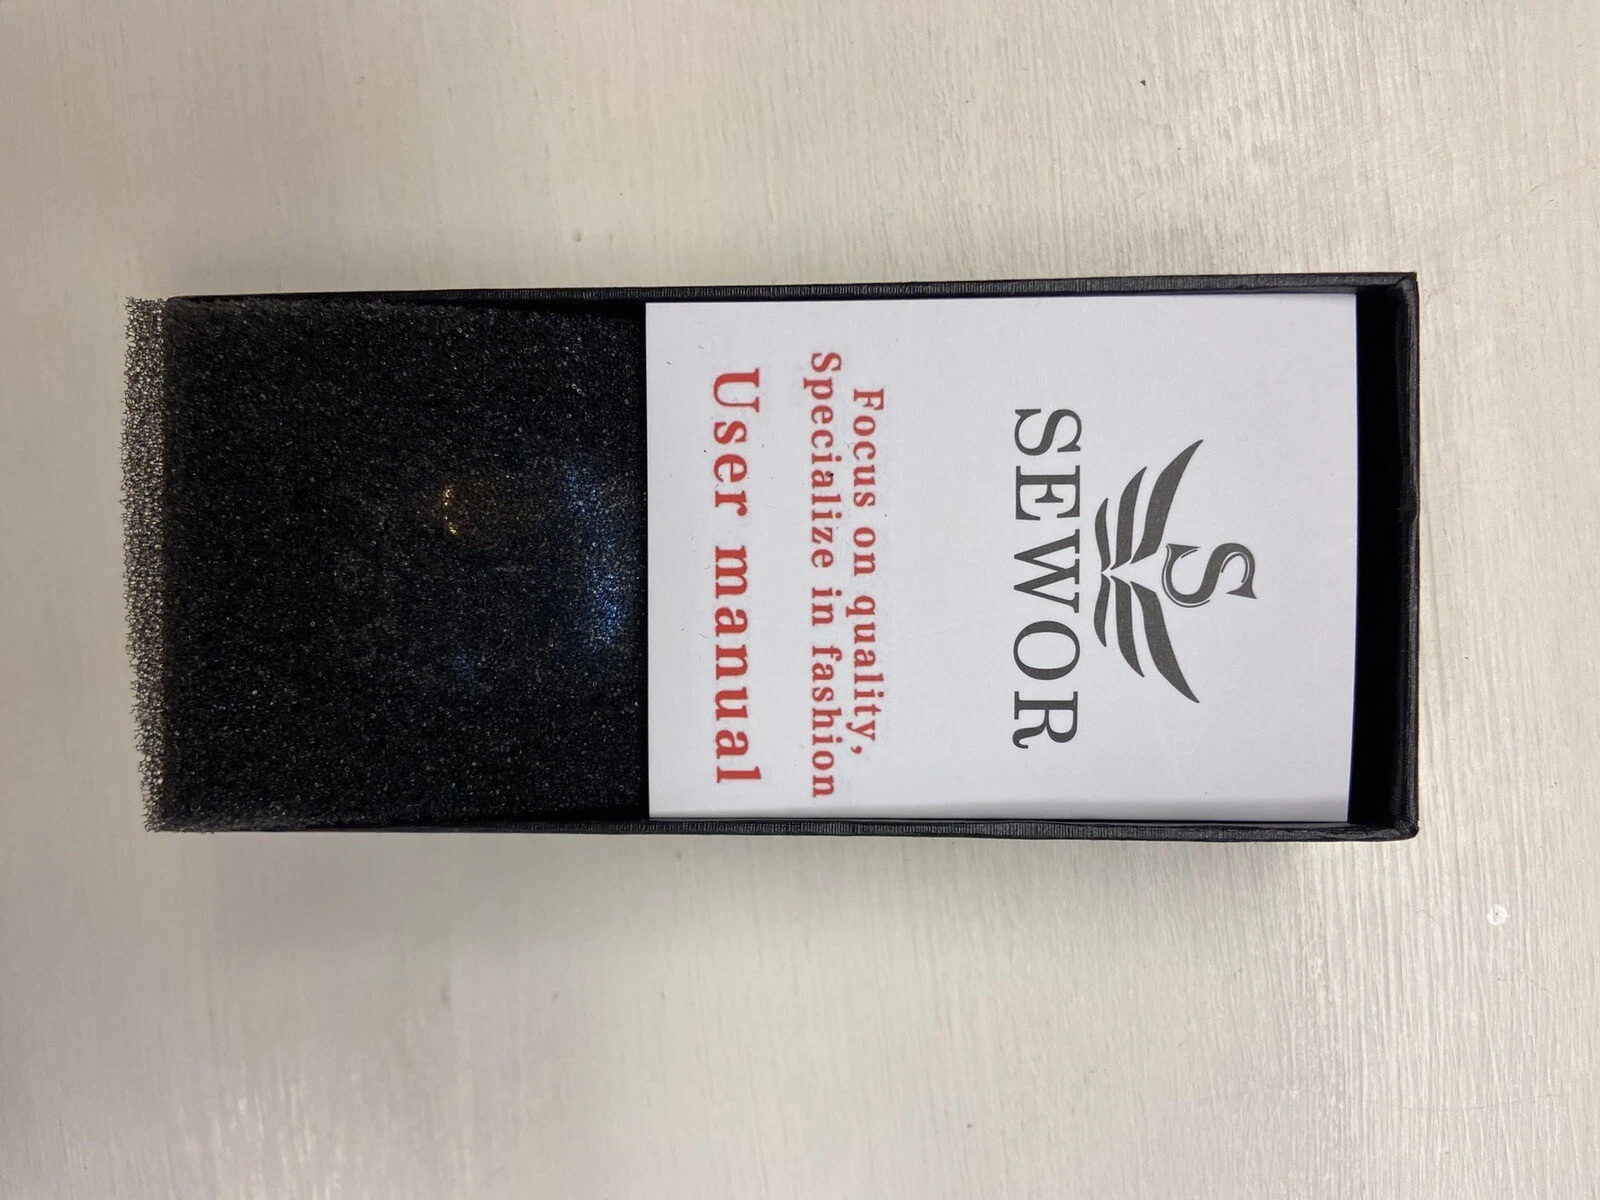 S
SEWOR
Focus on quality,
Specialize in fashion
User manual